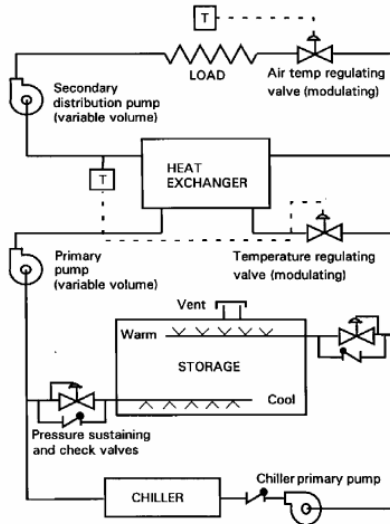 T
LOAD
Air temp regulating
valve (modulating)
Secondary
distribution pump
(variable volume)
HEAT
EXCHANGER
T
Primary
pump
(variable volume)
Temperature regulating
valve (modulating)
Vent
Warm
STORAGE
Cool
Pressure sustaining
and check valves
Chiller primary pump
CHILLER